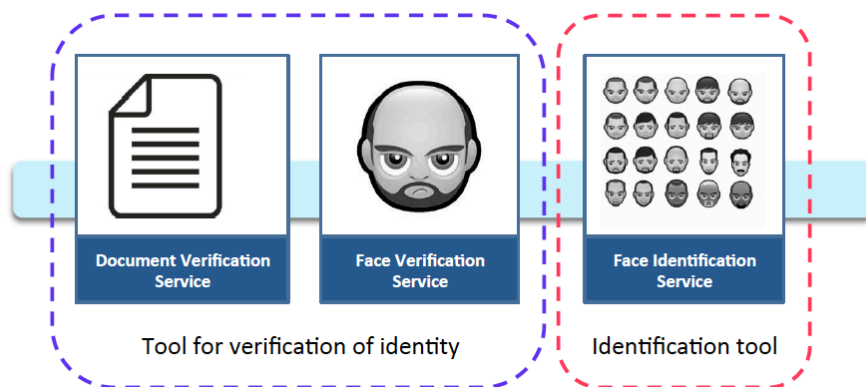 Document Verification
Service
Face Verification
Service
Face Identification
Service
Tool for verification of identity
Identification tool